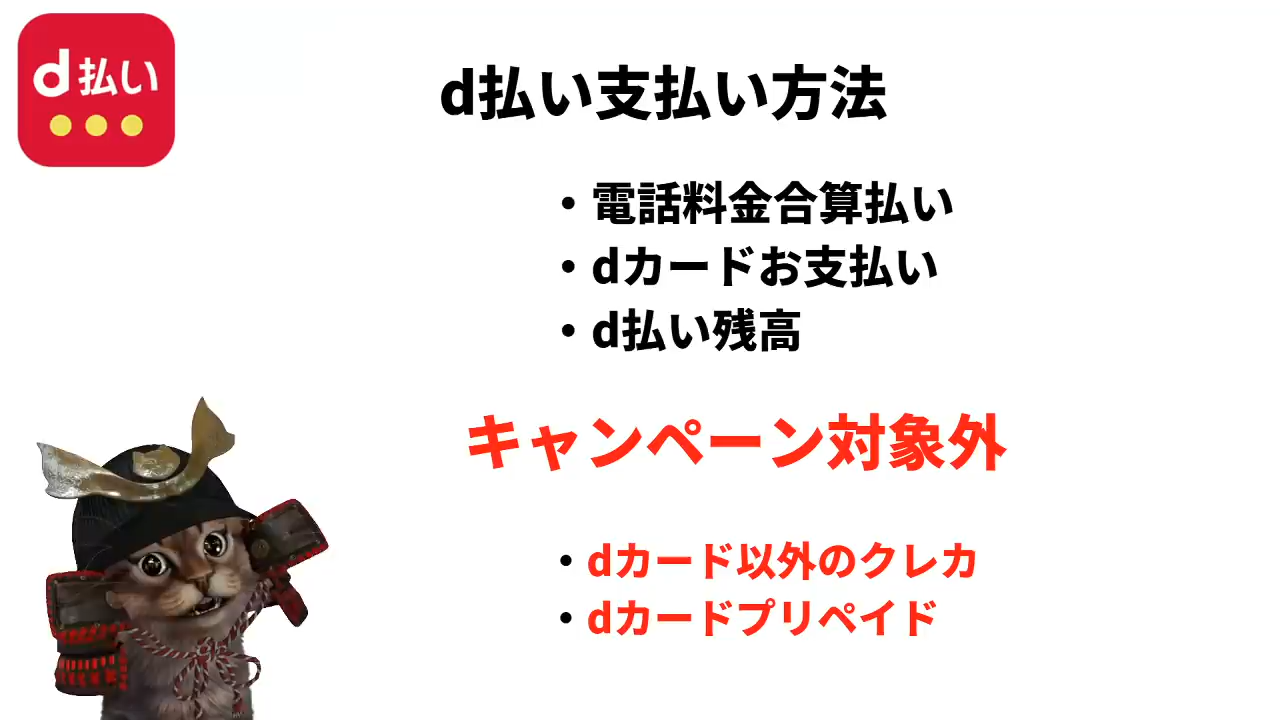 d払い
d払い支払い方法
・電話料金合算払い
・dカードお支払い
・d払い残高
キャンペーン対象外
・dカード以外のクレカ
・dカードプリペイド